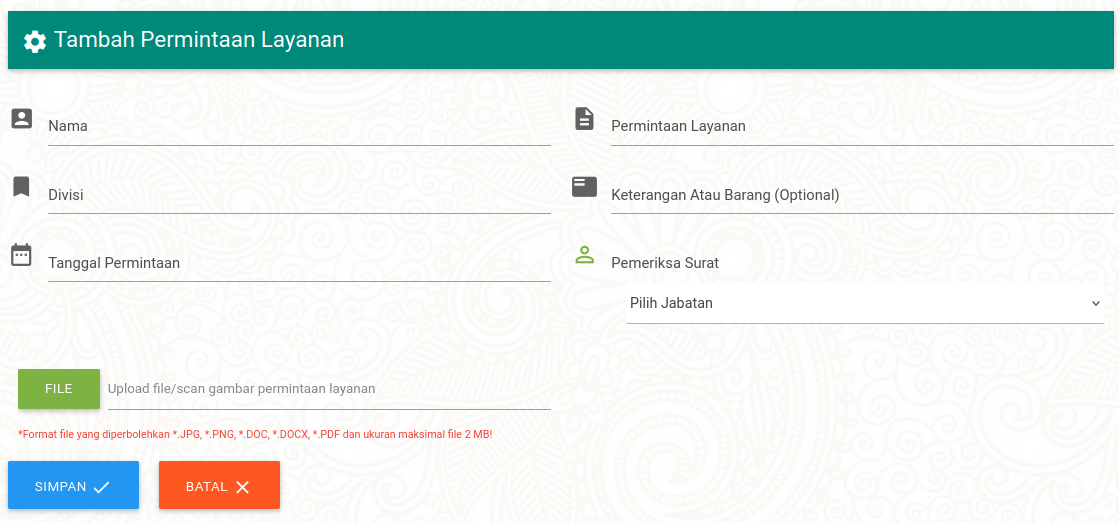 Tambah Permintaan Layanan
Nama
Permintaan Layanan
Divisi
Keterangan Atau Barang (Optional)
Tanggal Permintaan
Pemeriksa Surat
Pilih Jabatan
FILE Upload file/scan gambar permintaan layanan
*Format file yang diperbolehkan *.JPG, *.PNG, *.DOC, *.DOCX, *.PDF dan ukuran maksimal file 2 MB!
SIMPAN
BATAL